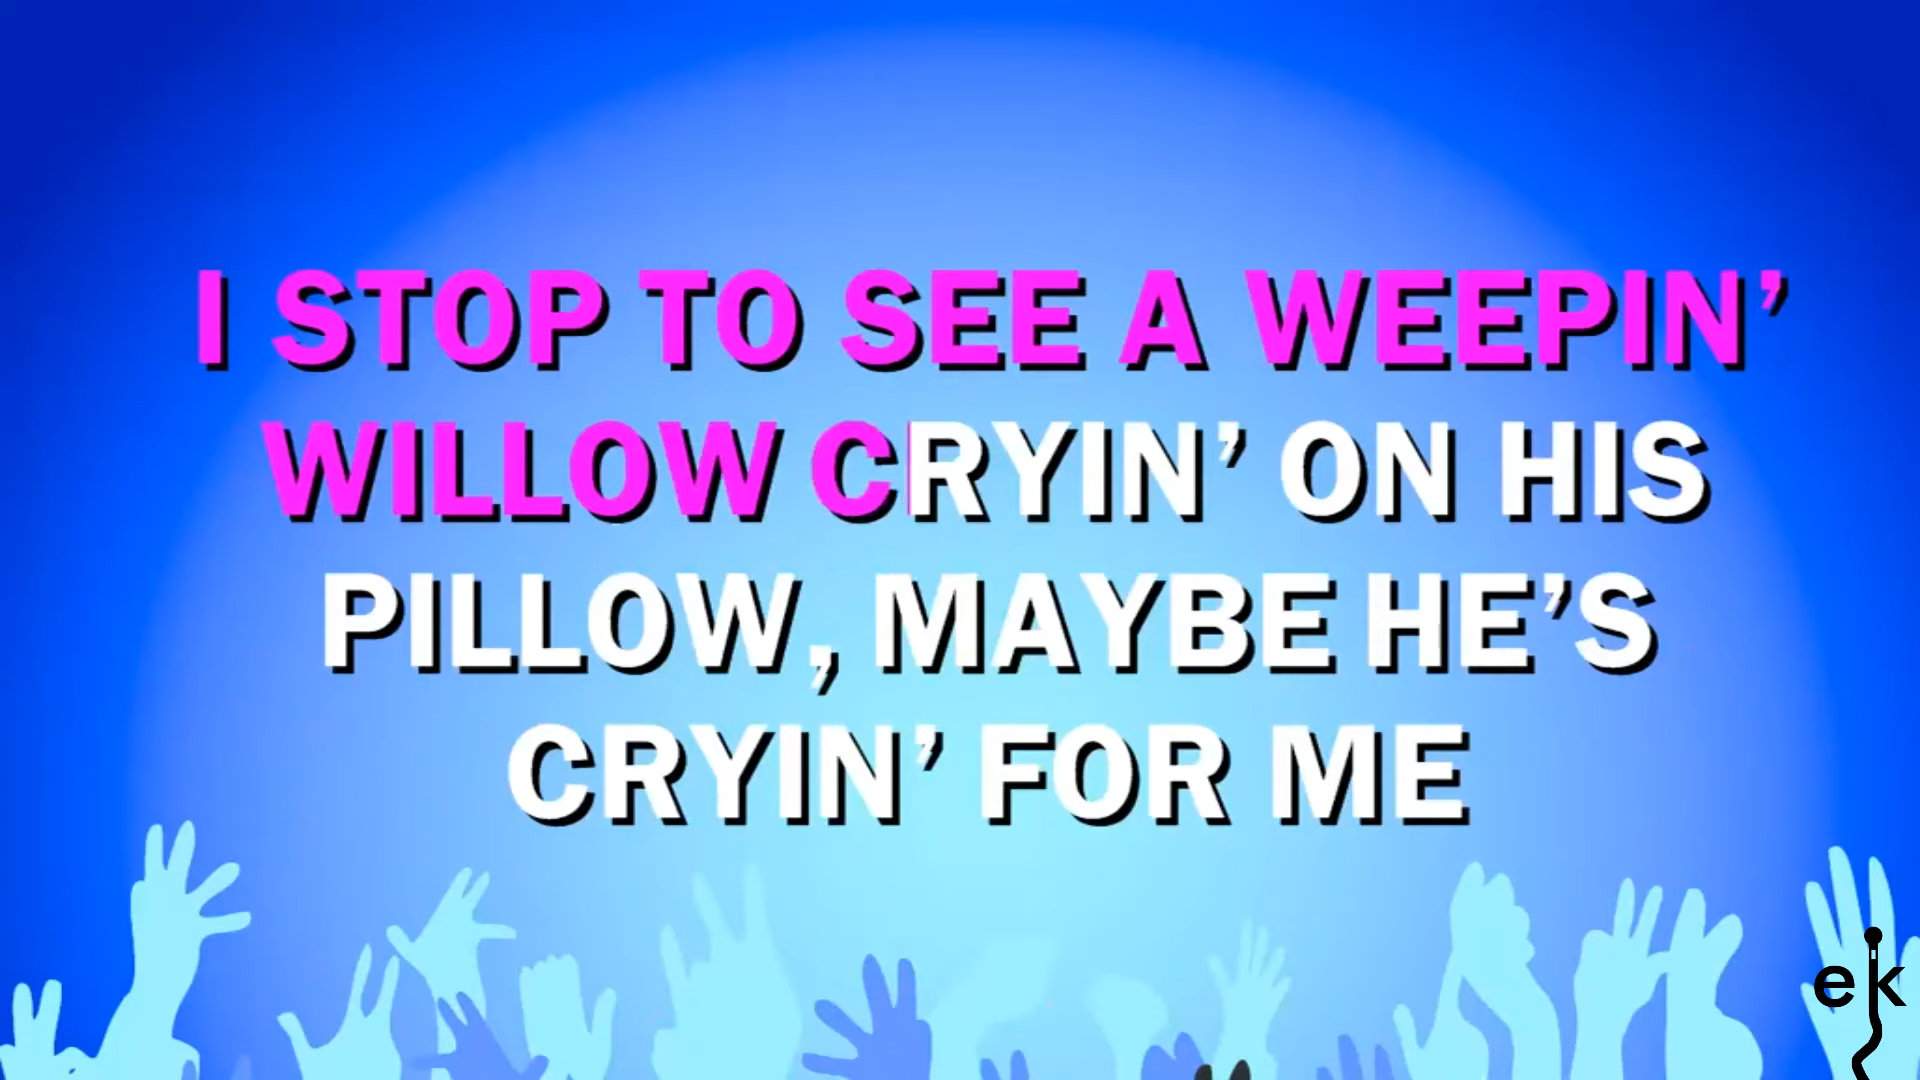 I STOP TO SEE A WEEPIN’
WILLOW CRYIN’ ON HIS
PILLOW, MAYBE HE’S
CRYIN’ FOR ME
ek